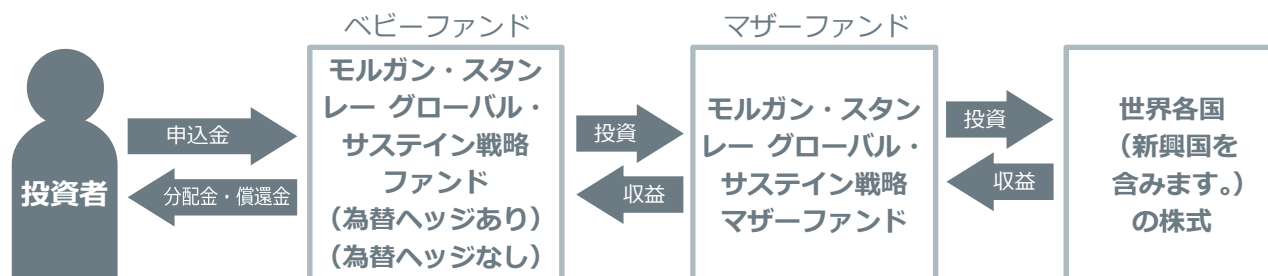 ベビーファンド
マザーファンド
投資者
申込金
分配金・償還金
モルガン・スタン
レー グローバル・
サステイン戦略
ファンド
（為替ヘッジあり）
（為替ヘッジなし）
投資
収益
モルガン・スタン
レー グローバル・
サステイン戦略
マザーファンド
投資
収益
世界各国
（新興国を
含みます。）
の株式